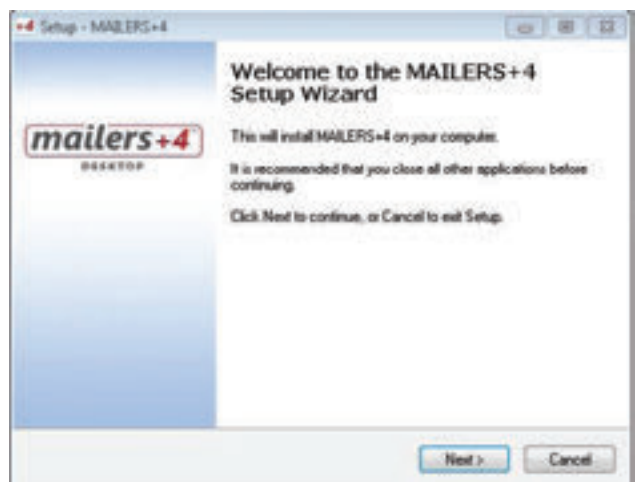 +4 Setup - MAILERS+4
Welcome to the MAILERS+4
Setup Wizard
mailers+4
DESKTOP
This will install MAILERS+4 on your computer.
It is recommended that you close all other applications before
continuing.
Click Next to continue, or Cancel to exit Setup.
Next >
Cancel